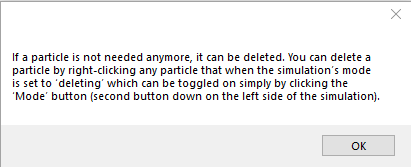 If a particle is not needed anymore, it can be deleted. You can delete a
particle by right-clicking any particle that when the simulation's mode
is set to 'deleting' which can be toggled on simply by clicking the
'Mode' button (second button down on the left side of the simulation).
OK